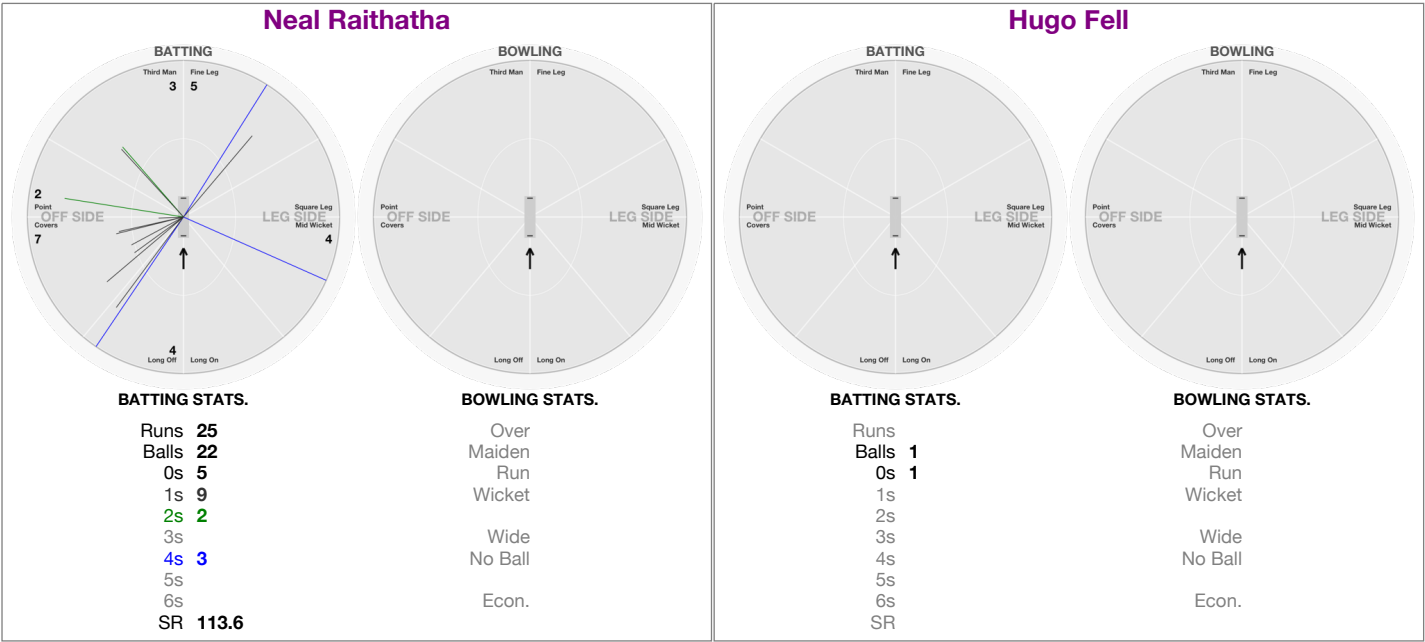 Neal Raithatha
BATTING
Third Man Fine Leg
3 5
2
Point
OFF SIDE
Covers
7
Square Leg
LEG SIDE
Mid Wicket
4
4
Long Off Long On
BOWLING
Third Man Fine Leg
Point
OFF SIDE
Covers
Square Leg
LEG SIDE
Mid Wicket
Long Off Long On
BATTING STATS.
Runs 25
Balls 22
0s 5
1s 9
2s 2
3s
4s 3
5s
6s
SR 113.6
BOWLING STATS.
Over
Maiden
Run
Wicket
Wide
No Ball
Econ.
Hugo Fell
BATTING
Third Man Fine Leg
Point
OFF SIDE
Covers
Square Leg
LEG SIDE
Mid Wicket
Long Off Long On
BOWLING
Third Man Fine Leg
Point
OFF SIDE
Covers
Square Leg
LEG SIDE
Mid Wicket
Long Off Long On
BATTING STATS.
Runs
Balls 1
0s 1
1s
2s
3s
4s
5s
6s
SR
BOWLING STATS.
Over
Maiden
Run
Wicket
Wide
No Ball
Econ.